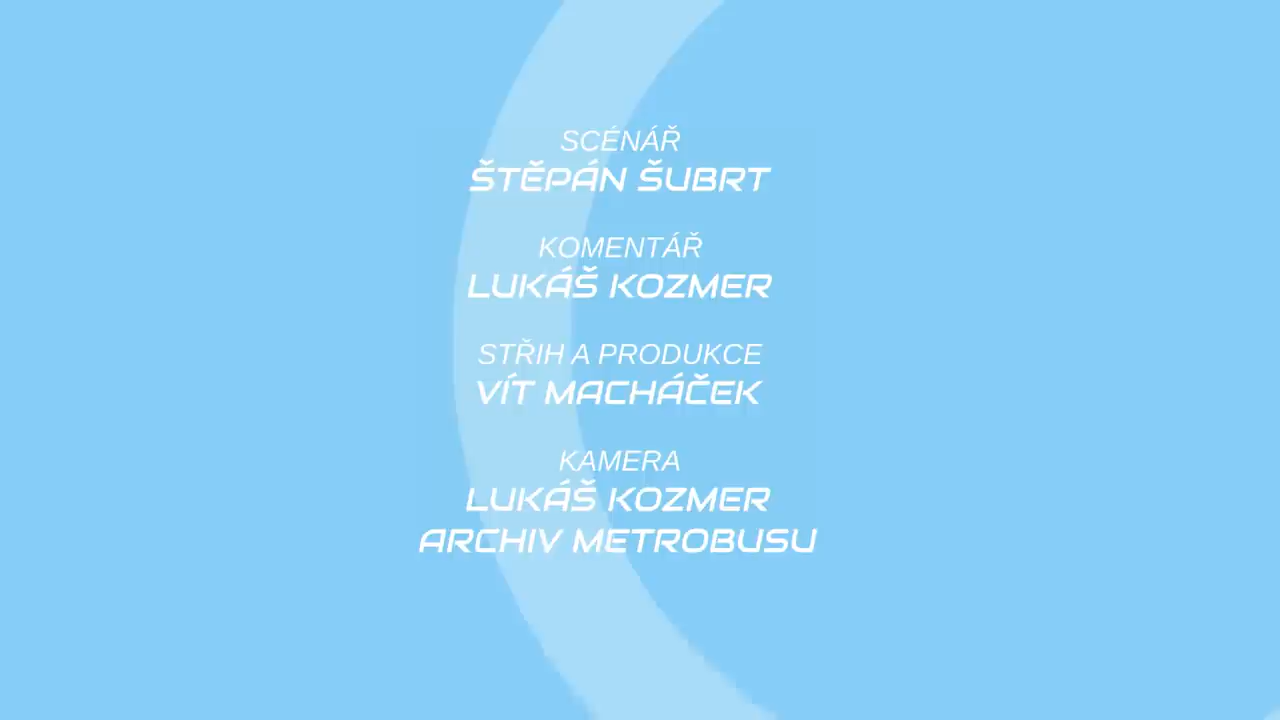 SCÉNÁŘ
ŠTĚPÁN ŠUBRT
KOMENTÁŘ
LUKÁŠ KOZMER
STŘIH A PRODUKCE
VÍT MACHÁČEK
KAMERA
LUKÁŠ KOZMER
ARCHIV METROBUSU